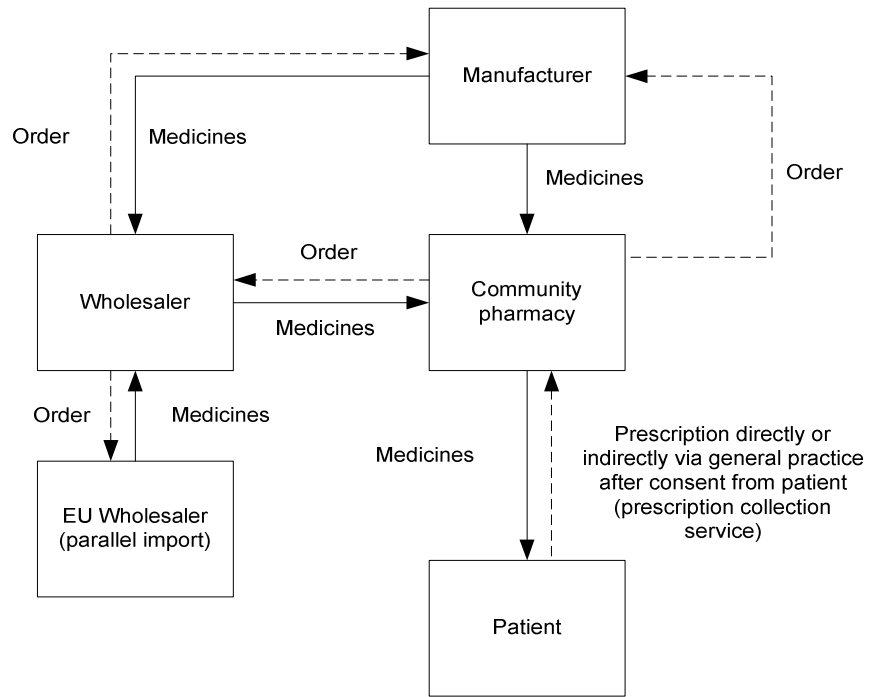 Manufacturer
Order
Medicines
Medicines
Order
Wholesaler
Order
Medicines
Community
pharmacy
Order
Medicines
Medicines
Prescription directly or
indirectly via general practice
after consent from patient
(prescription collection
service)
EU Wholesaler
(parallel import)
Patient